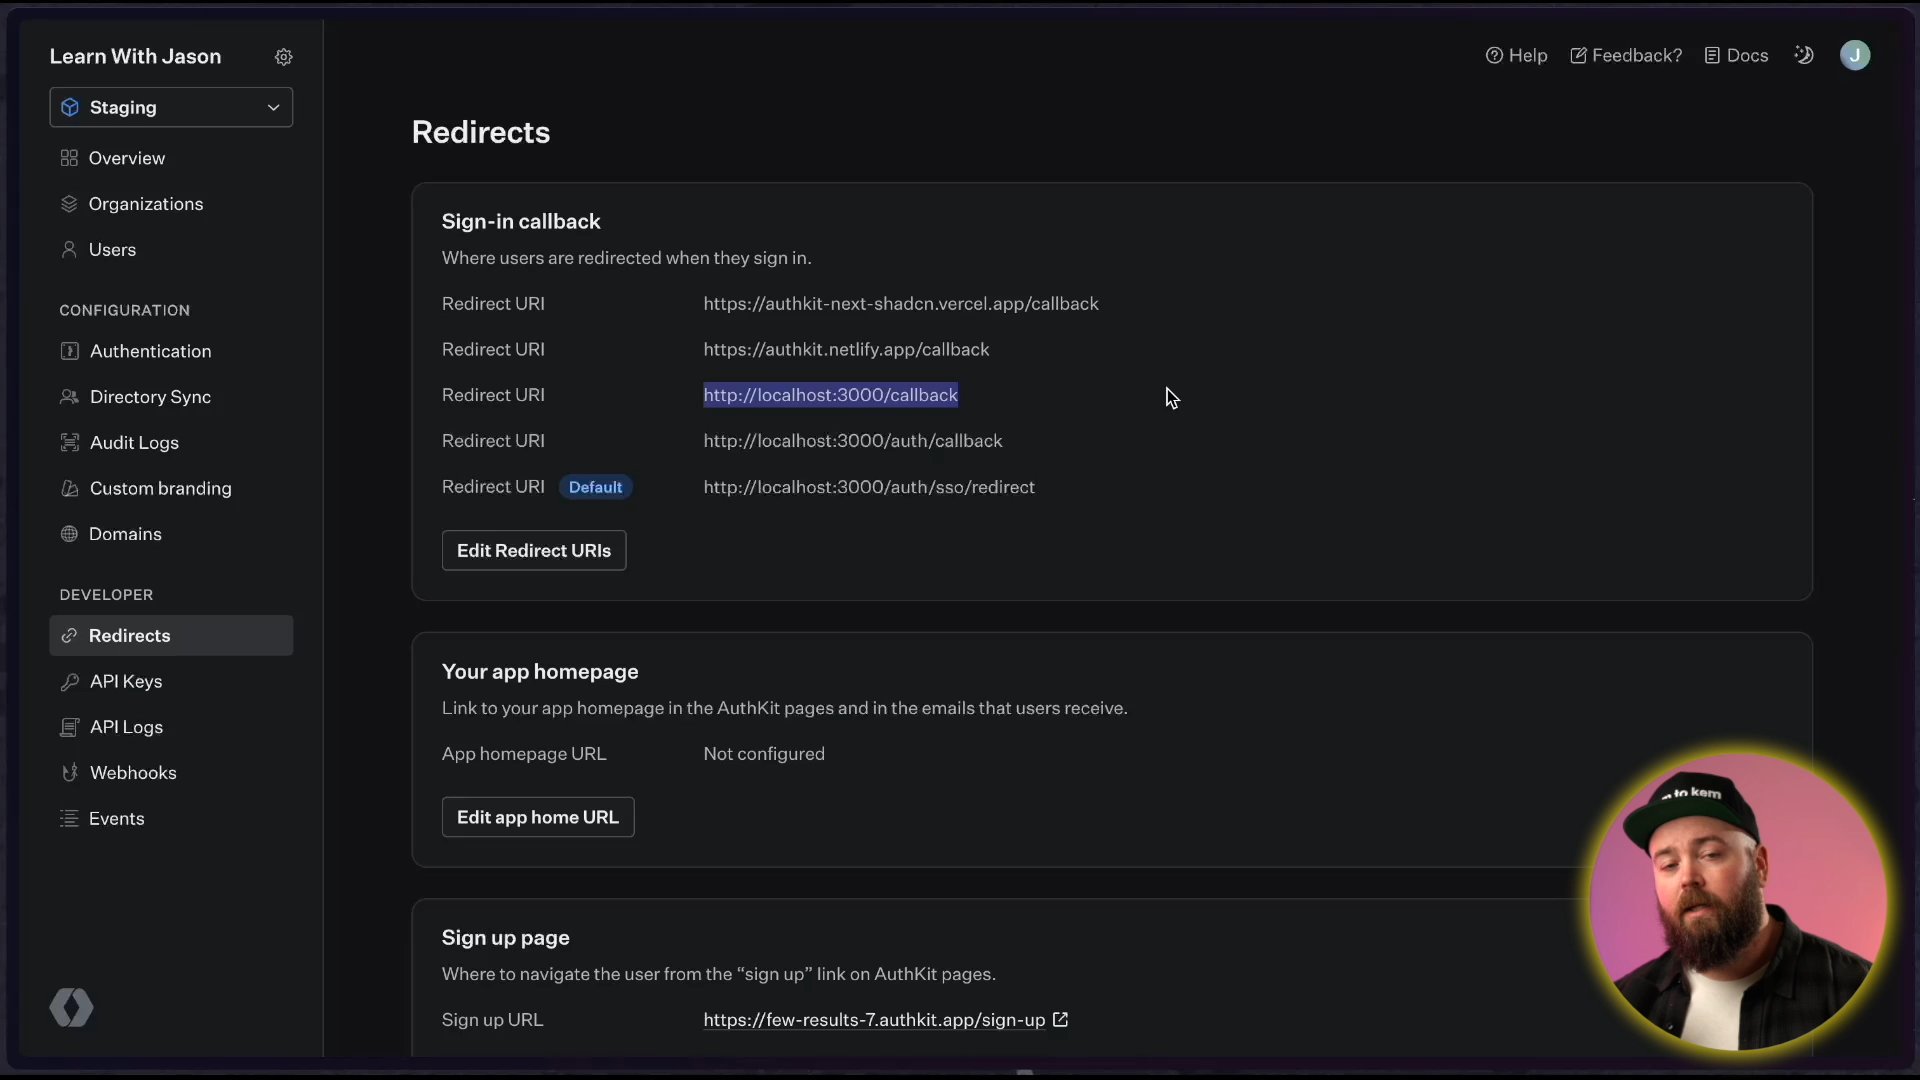 Learn With Jason
Staging
Overview
Organizations
Users
CONFIGURATION
Authentication
Directory Sync
Audit Logs
Custom branding
Domains
DEVELOPER
Redirects
API Keys
API Logs
Webhooks
Events
Help
Feedback?
Docs
J
Redirects
Sign-in callback
Where users are redirected when they sign in.
Redirect URI https://authkit-next-shadcn.vercel.app/callback
Redirect URI https://authkit.netlify.app/callback
Redirect URI http://localhost:3000/callback
Redirect URI http://localhost:3000/auth/callback
Redirect URI Default http://localhost:3000/auth/sso/redirect
Edit Redirect URIs
Your app homepage
Link to your app homepage in the AuthKit pages and in the emails that users receive.
App homepage URL Not configured
Edit app home URL
Sign up page
Where to navigate the user from the “sign up” link on AuthKit pages.
Sign up URL https://few-results-7.authkit.app/sign-up
to kem